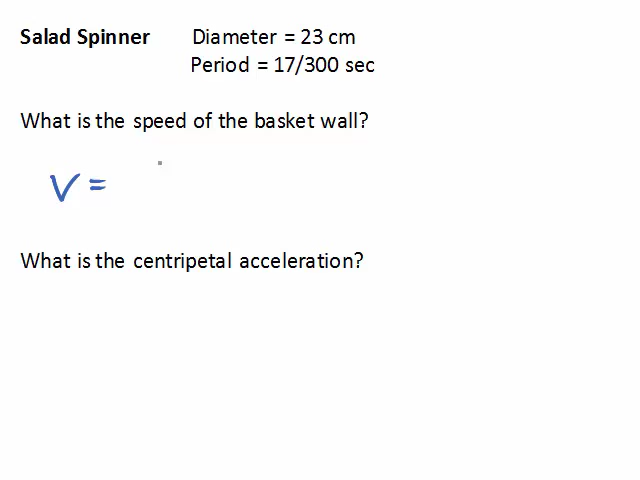 Salad Spinner Diameter = 23 cm
Period = 17/300 sec
What is the speed of the basket wall?
V =
What is the centripetal acceleration?